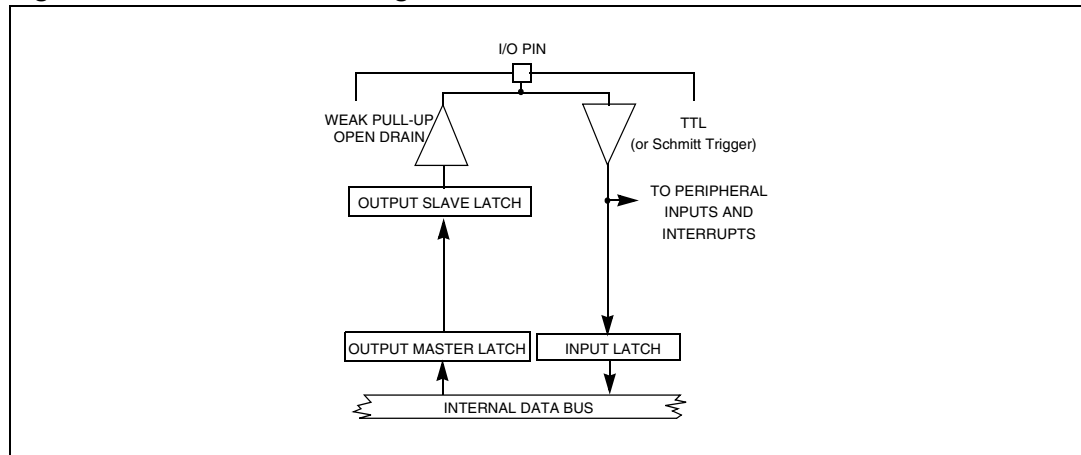 I/O PIN
WEAK PULL-UP
OPEN DRAIN
TTL
(or Schmitt Trigger)
OUTPUT SLAVE LATCH
TO PERIPHERAL
INPUTS AND
INTERRUPTS
OUTPUT MASTER LATCH
INPUT LATCH
INTERNAL DATA BUS